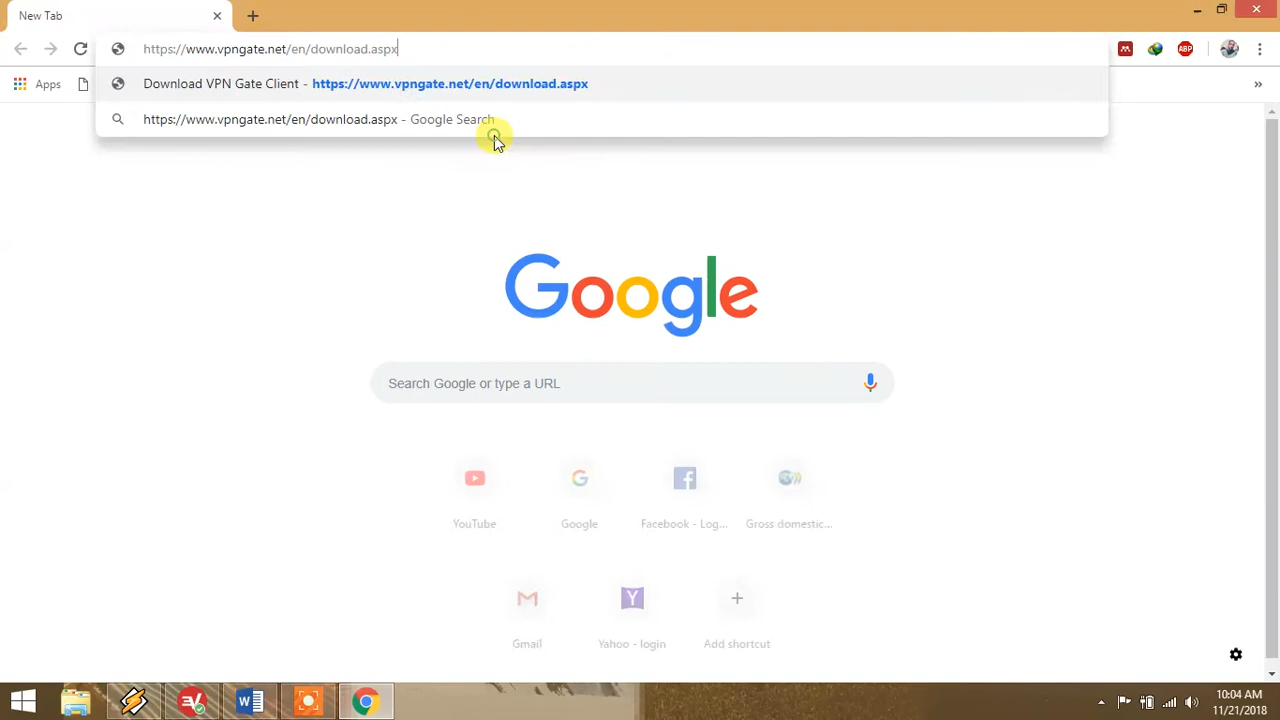 New Tab
https://www.vpngate.net/en/download.aspx
ABP
Apps
Download VPN Gate Client - https://www.vpngate.net/en/download.aspx
https://www.vpngate.net/en/download.aspx - Google Search
Google
Search Google or type a URL
YouTube
Google
Facebook - Log...
Gross domestic...
Gmail
Yahoo - login
Add shortcut
10:04 AM
11/21/2018